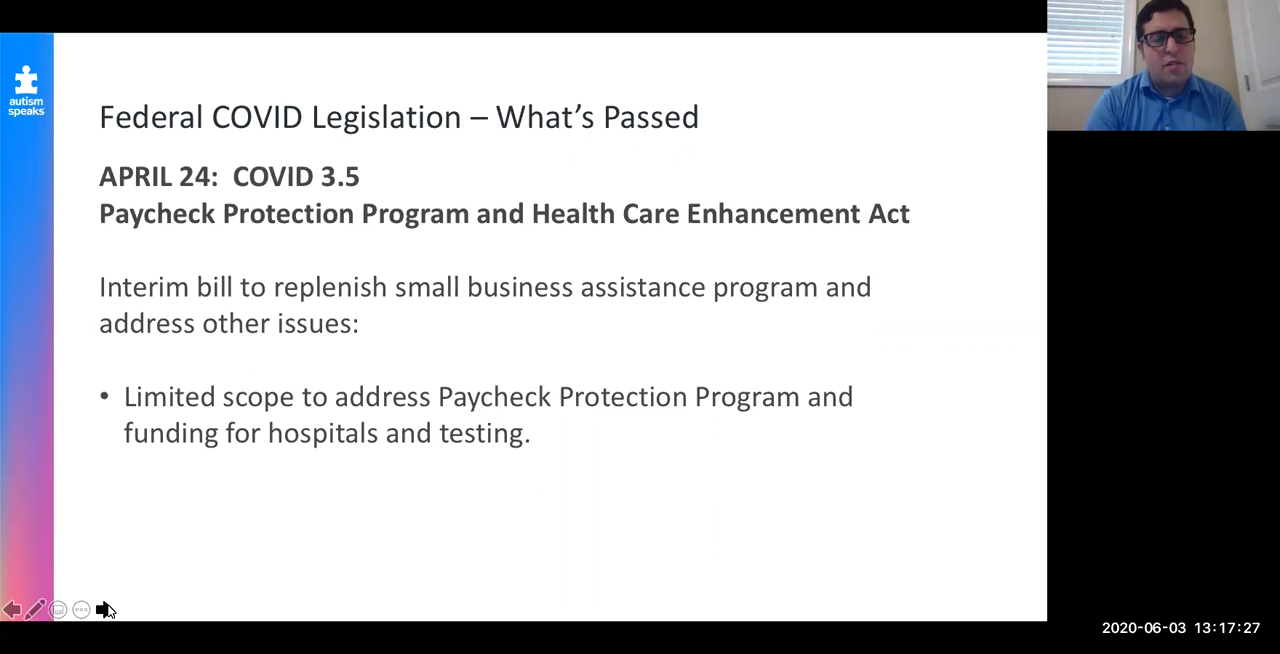 autism
speaks
Federal COVID Legislation – What’s Passed
APRIL 24:  COVID 3.5
Paycheck Protection Program and Health Care Enhancement Act
Interim bill to replenish small business assistance program and
address other issues:
• Limited scope to address Paycheck Protection Program and
funding for hospitals and testing.
2020-06-03 13:17:27